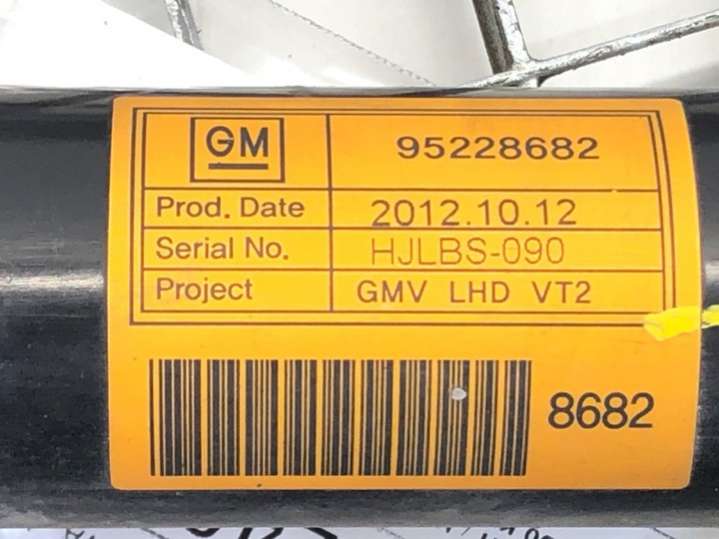 GM 95228682
Prod. Date 2012.10.12
Serial No. HJLBS-090
Project GMV LHD VT2
8682